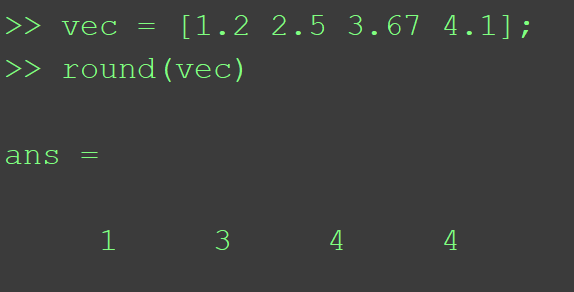 >> vec = [1.2 2.5 3.67 4.1];
>> round(vec)
ans =
1 3 4 4